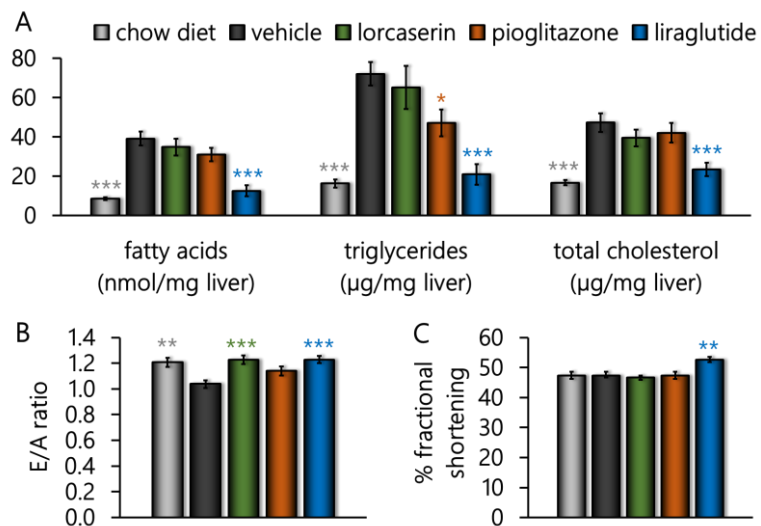 A
chow diet vehicle lorcaserin pioglitazone liraglutide
80
60
40
20
0
***
***
***
*
***
***
***
fatty acids triglycerides total cholesterol
(nmol/mg liver) (μg/mg liver) (μg/mg liver)
B
E/A ratio
1.4
1.2
1.0
0.8
0.6
0.4
0.2
0.0
** *** ***
C
% fractional
shortening
60
50
40
30
20
10
0
**